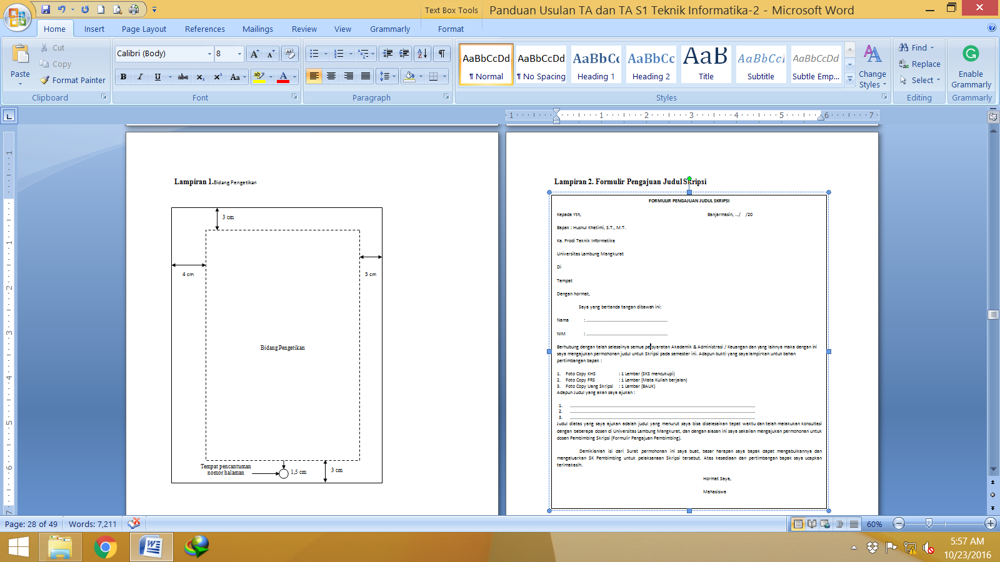 Text Box Tools
Panduan Usulan TA dan TA S1 Teknik Informatika-2 - Microsoft Word
Home Insert Page Layout References Mailings Review View Grammarly Format
Paste
Cut
Copy
Format Painter
Clipboard
Calibri (Body) 8
Font
Paragraph
AaBbCcDd AaBbCcDd AaBbCc AaBbCc AaB AaBbCcI AaBbCcDd
¶ Normal ¶ No Spacing Heading 1 Heading 2 Title Subtitle Subtle Emp...
Change Styles
Styles
Find
Replace
Select
Editing
Enable Grammarly
Grammarly
1 1 2 3 4 5 6 7
Lampiran 1.Bidang Pengetikan
3 cm
4 cm
3 cm
Bidang Pengetikan
Tempat pencantuman
nomor halaman
1,5 cm
3 cm
Lampiran 2. Formulir Pengajuan Judul Skripsi
FORMULIR PENGAJUAN JUDUL SKRIPSI
Kepada Yth, Banjarmasin, .../ /20
Bapak : Husnul Khatimi, S.T., M.T.
Ka. Prodi Teknik Informatika
Universitas Lambung Mangkurat
Di
Tempat
Dengan hormat,
Saya yang bertanda tangan dibawah ini:
Nama : ............................................................
NIM : ............................................................
Berhubung dengan telah selesainya semua persyaratan Akademik & Administrasi / Keuangan dan yang lainnya maka dengan ini
saya mengajukan permohonan judul untuk Skripsi pada semester ini. Adapun bukti yang saya lampirkan untuk bahan
pertimbangan bapak :
1. Foto Copy KHS : 1 Lembar (SKS mencukupi)
2. Foto Copy FRS : 1 Lembar (Mata Kuliah berjalan)
3. Foto Copy Uang Skripsi : 1 Lembar (BAUK)
Adapun Judul yang akan saya ajukan :
1. ............................................................
2. ............................................................
3. ............................................................
Judul diatas yang saya ajukan adalah judul yang menurut saya bisa diselesaikan tepat waktu dan telah melakukan konsultasi
dengan beberapa dosen di Universitas Lambung Mangkurat, dan dengan alasan ini saya sekalian mengajukan permohonan untuk
dosen Pembimbing Skripsi (Formulir Pengajuan Pembimbing).
Demikianlah isi dari Surat permohonan ini saya buat, besar harapan saya bapak dapat mengabulkannya dan
mengeluarkan SK Pembimbing untuk pelaksanaan Skripsi tersebut. Atas kesediaan dan pertimbangan bapak saya ucapkan
terimakasih.
Hormat Saya,
Mahasiswa
Page: 28 of 49 Words: 7,211
60%
5:57 AM
10/23/2016